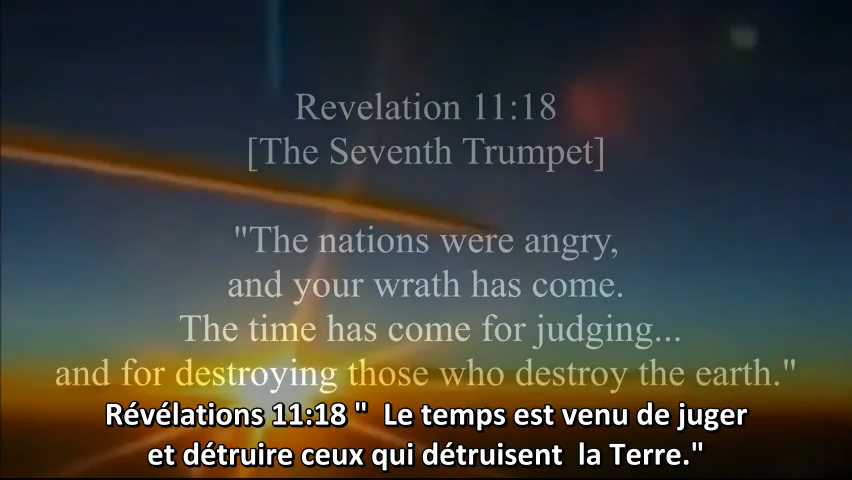 Revelation 11:18
[The Seventh Trumpet]
"The nations were angry,
and your wrath has come.
The time has come for judging...
and for destroying those who destroy the earth."
Révélations 11:18 "  Le temps est venu de juger
et détruire ceux qui détruisent  la Terre."